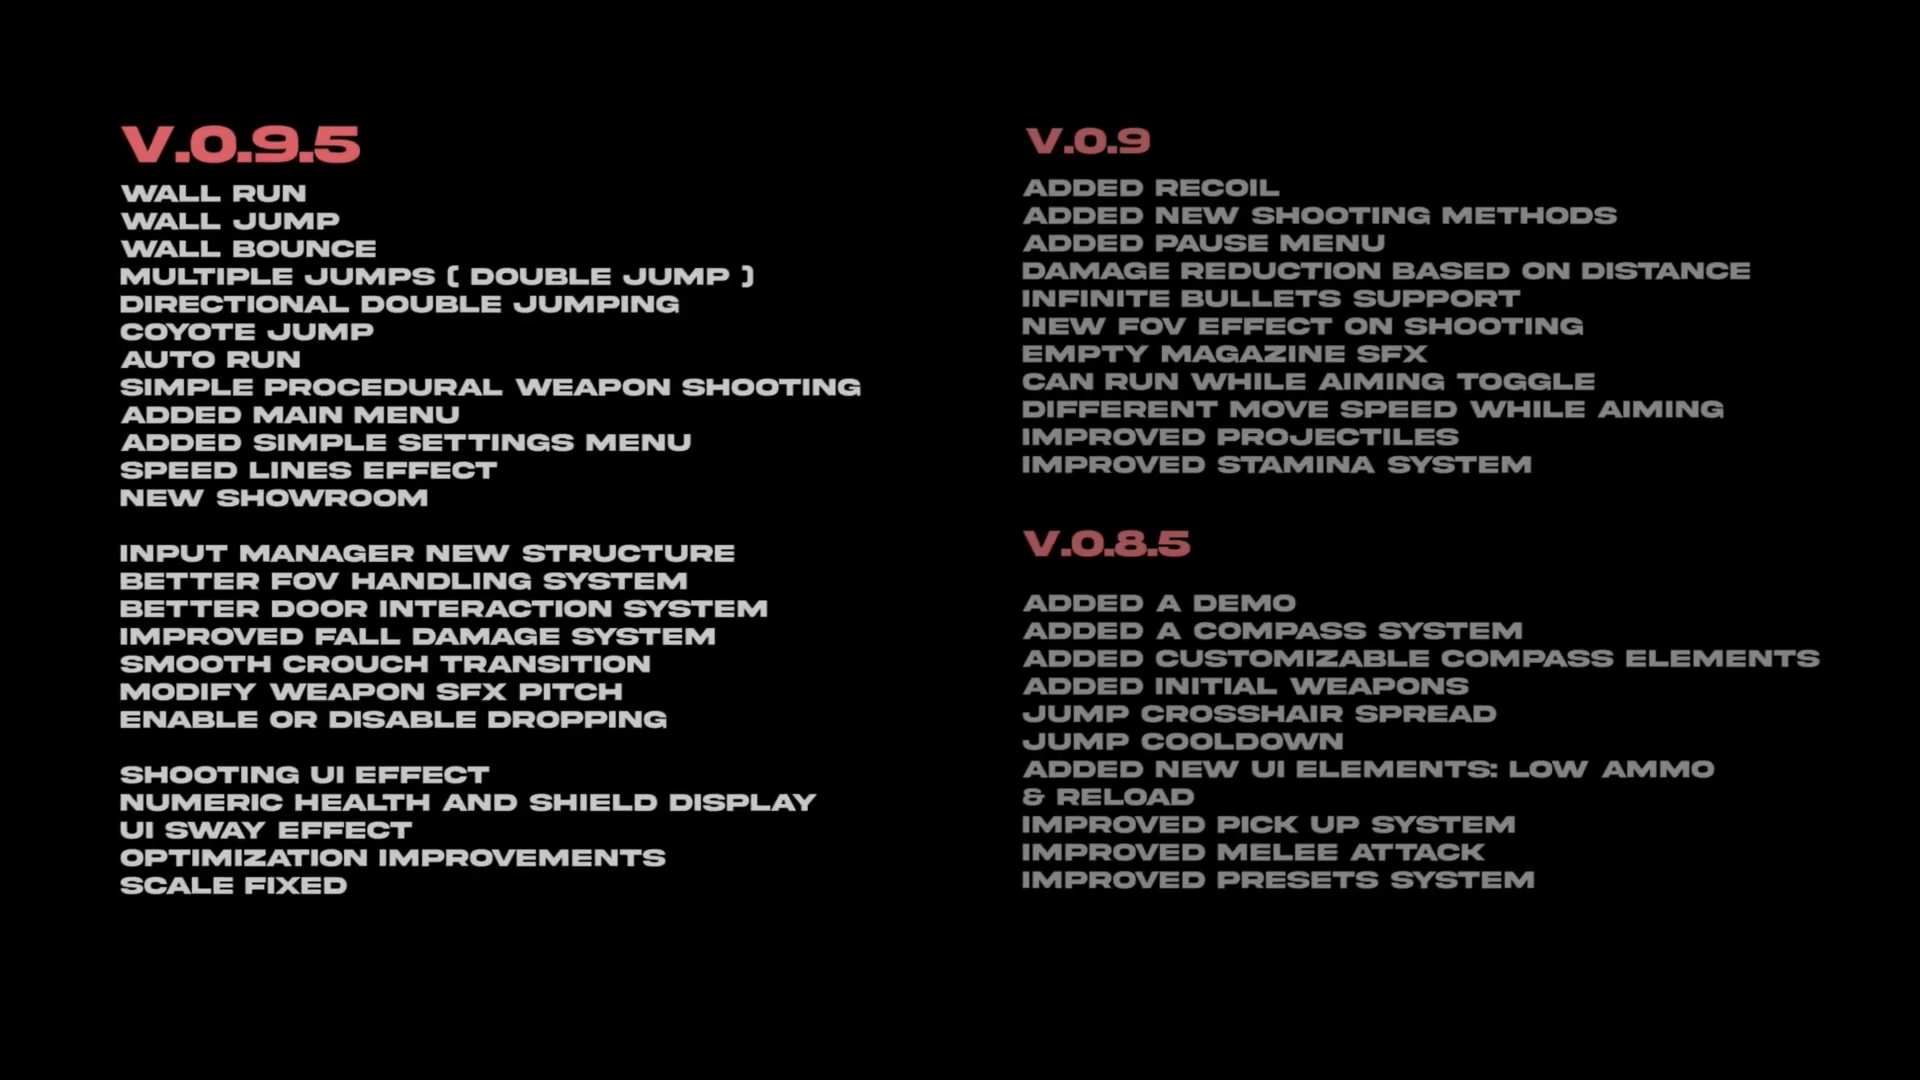 V.0.9.5
WALL RUN
WALL JUMP
WALL BOUNCE
MULTIPLE JUMPS ( DOUBLE JUMP )
DIRECTIONAL DOUBLE JUMPING
COYOTE JUMP
AUTO RUN
SIMPLE PROCEDURAL WEAPON SHOOTING
ADDED MAIN MENU
ADDED SIMPLE SETTINGS MENU
SPEED LINES EFFECT
NEW SHOWROOM
INPUT MANAGER NEW STRUCTURE
BETTER FOV HANDLING SYSTEM
BETTER DOOR INTERACTION SYSTEM
IMPROVED FALL DAMAGE SYSTEM
SMOOTH CROUCH TRANSITION
MODIFY WEAPON SFX PITCH
ENABLE OR DISABLE DROPPING
SHOOTING UI EFFECT
NUMERIC HEALTH AND SHIELD DISPLAY
UI SWAY EFFECT
OPTIMIZATION IMPROVEMENTS
SCALE FIXED
V.0.9
ADDED RECOIL
ADDED NEW SHOOTING METHODS
ADDED PAUSE MENU
DAMAGE REDUCTION BASED ON DISTANCE
INFINITE BULLETS SUPPORT
NEW FOV EFFECT ON SHOOTING
EMPTY MAGAZINE SFX
CAN RUN WHILE AIMING TOGGLE
DIFFERENT MOVE SPEED WHILE AIMING
IMPROVED PROJECTILES
IMPROVED STAMINA SYSTEM
V.0.8.5
ADDED A DEMO
ADDED A COMPASS SYSTEM
ADDED CUSTOMIZABLE COMPASS ELEMENTS
ADDED INITIAL WEAPONS
JUMP CROSSHAIR SPREAD
JUMP COOLDOWN
ADDED NEW UI ELEMENTS: LOW AMMO
& RELOAD
IMPROVED PICK UP SYSTEM
IMPROVED MELEE ATTACK
IMPROVED PRESETS SYSTEM